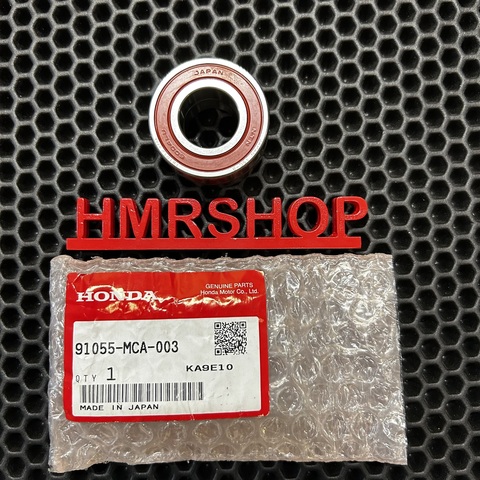 JAPAN
HMRSHOP
HONDA
GENUINE PARTS
Honda Motor Co., Ltd.
91055-MCA-003
KA9E10
QTY 1
MADE IN JAPAN